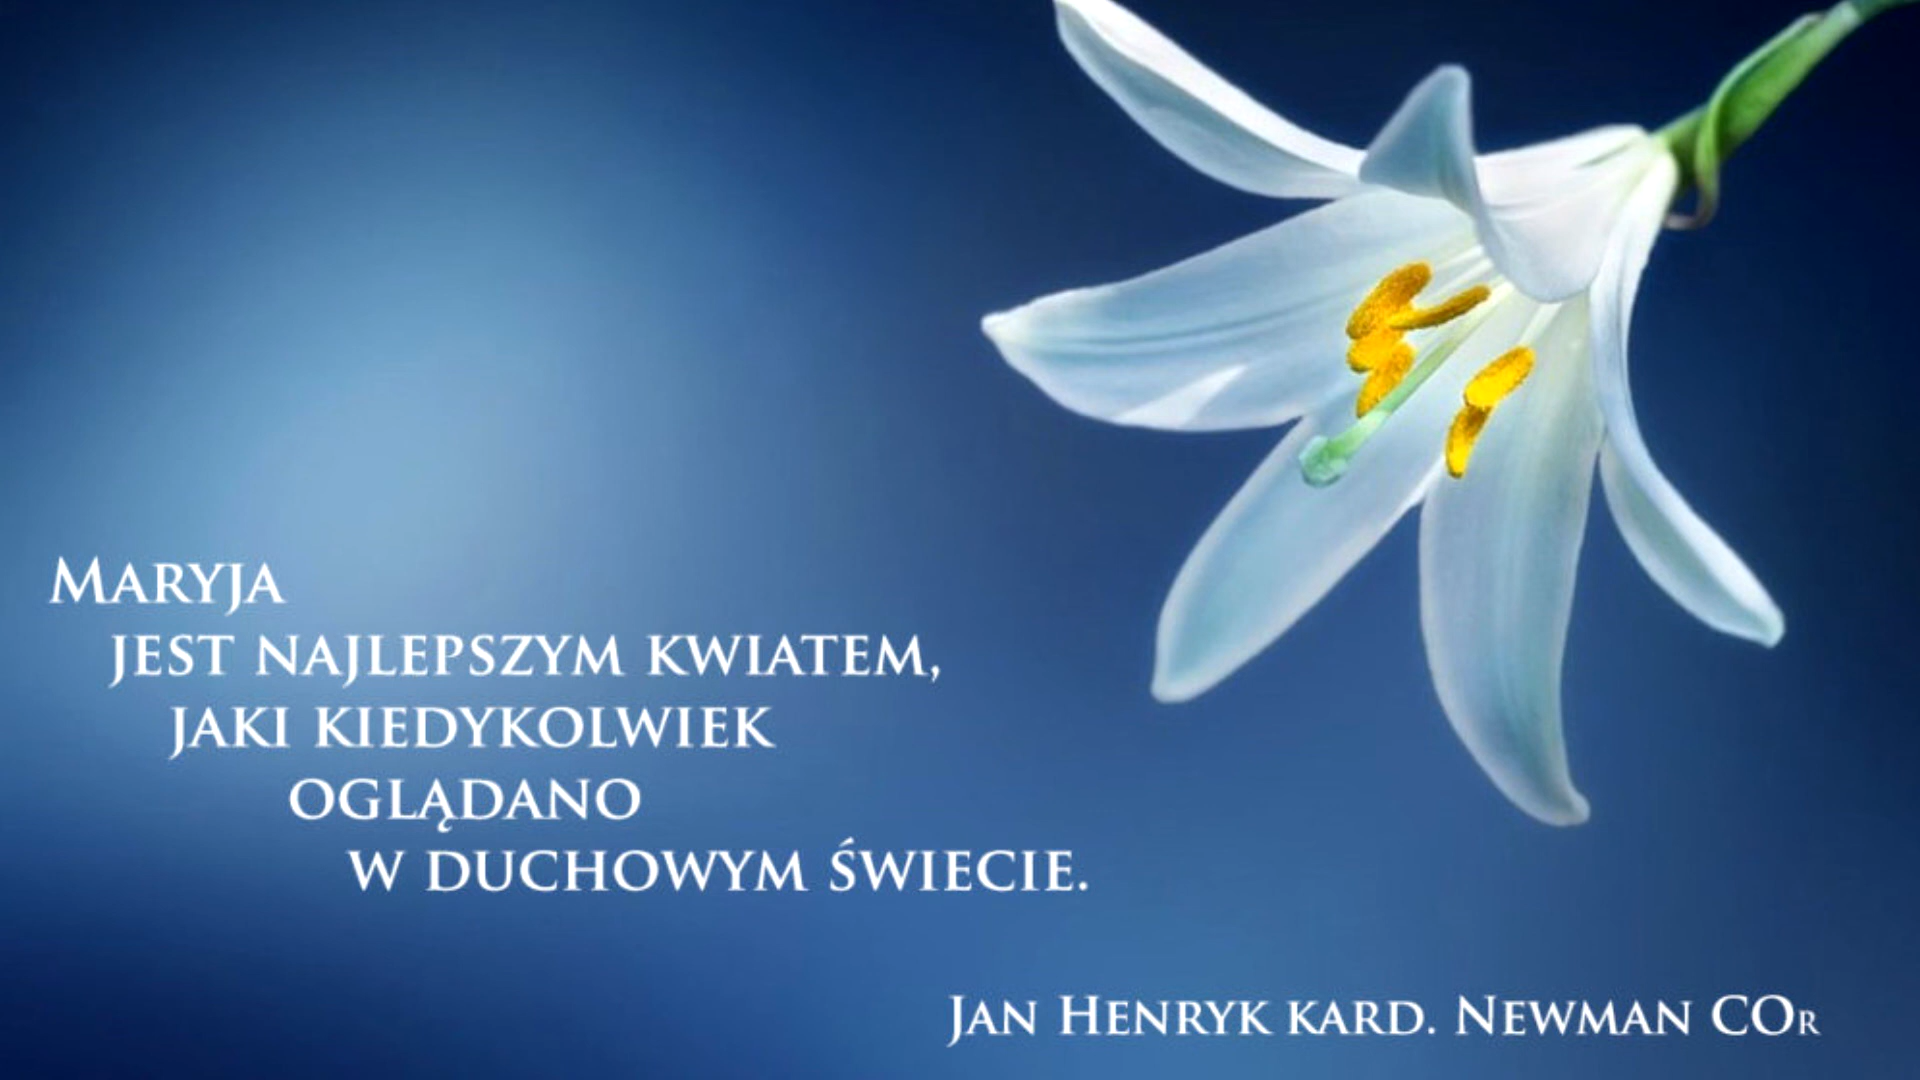 Maryja
jest najlepszym kwiatem,
jaki kiedykolwiek
oglądano
w duchowym świecie.
Jan Henryk kard. Newman COr